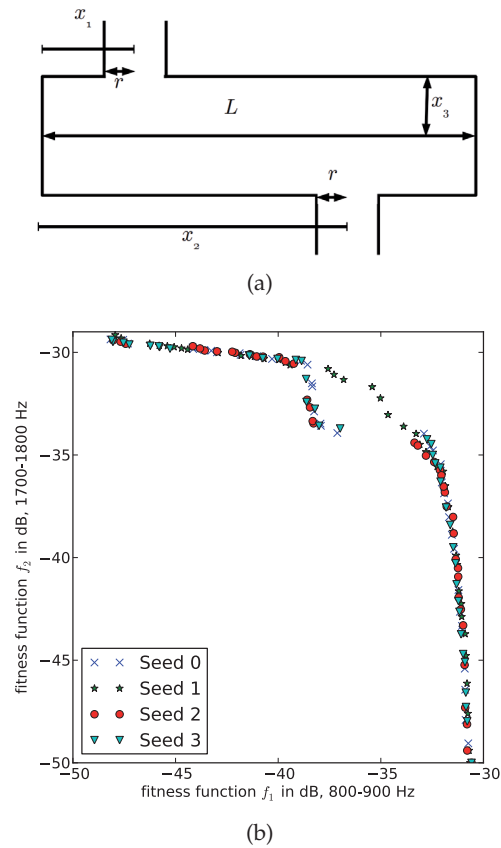 x₁
r
L
x₃
r
x₂
(a)
−30
−35
−40
−45
−50
fitness function f₂ in dB, 1700-1800 Hz
Seed 0
Seed 1
Seed 2
Seed 3
−50 −45 −40 −35 −30
fitness function f₁ in dB, 800-900 Hz
(b)